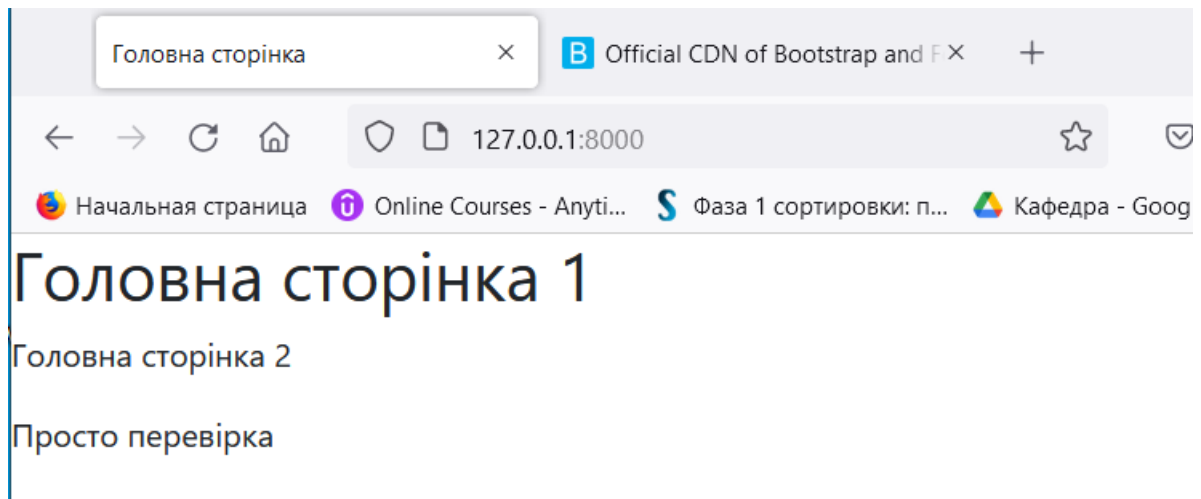 Головна сторінка
Official CDN of Bootstrap and F
127.0.0.1:8000
Начальная страница Online Courses - Anyti... Фаза 1 сортировки: п... Кафедра - Goog
Головна сторінка 1
Головна сторінка 2
Просто перевірка